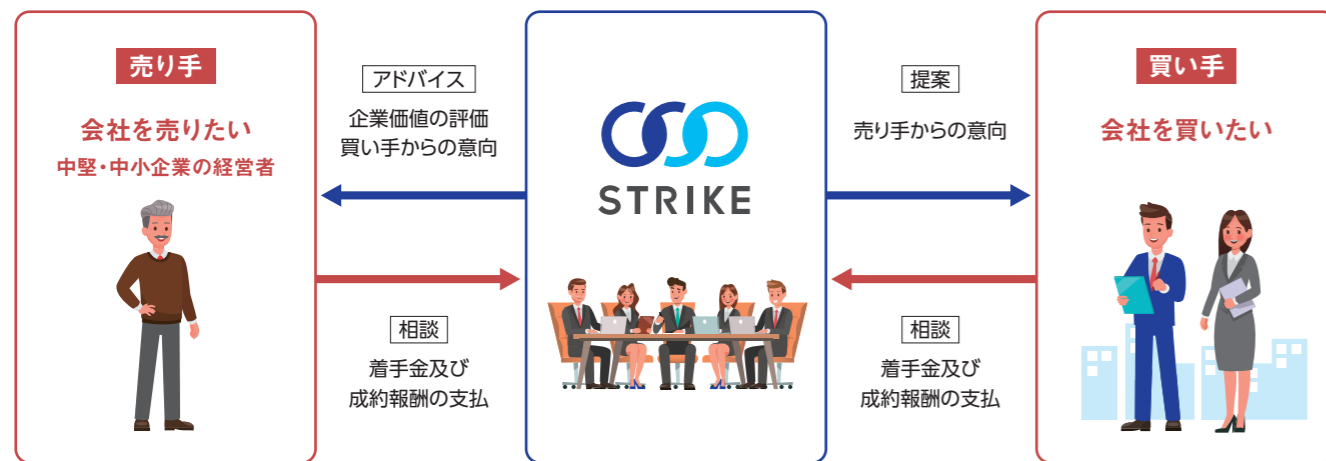 売り手
会社を売りたい
中堅・中小企業の経営者
アドバイス
企業価値の評価
買い手からの意向
相談
着手金及び
成約報酬の支払
STRIKE
提案
売り手からの意向
相談
着手金及び
成約報酬の支払
買い手
会社を買いたい